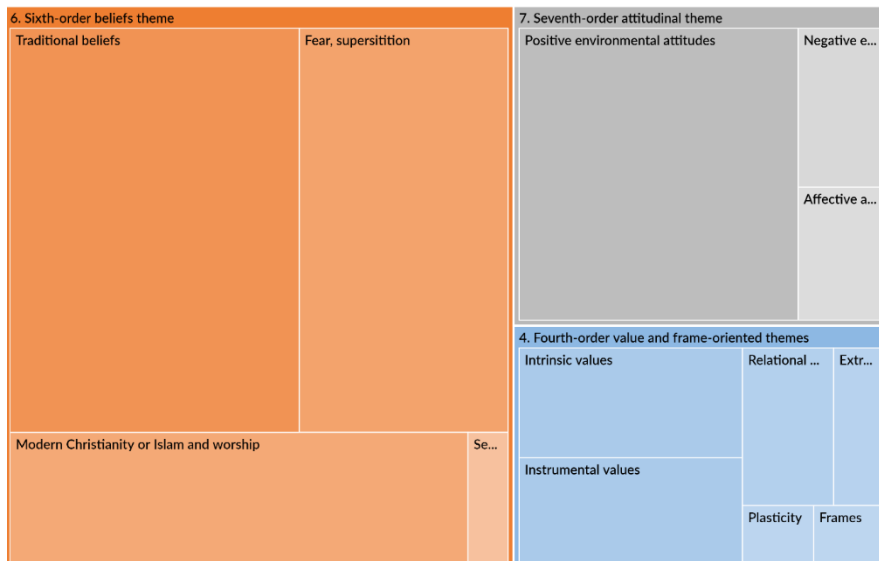 6. Sixth-order beliefs theme
Traditional beliefs
Fear, supersitition
Modern Christianity or Islam and worship
Se...
7. Seventh-order attitudinal theme
Positive environmental attitudes
Negative e...
Affective a...
4. Fourth-order value and frame-oriented themes
Intrinsic values
Instrumental values
Relational ...
Extr...
Plasticity
Frames